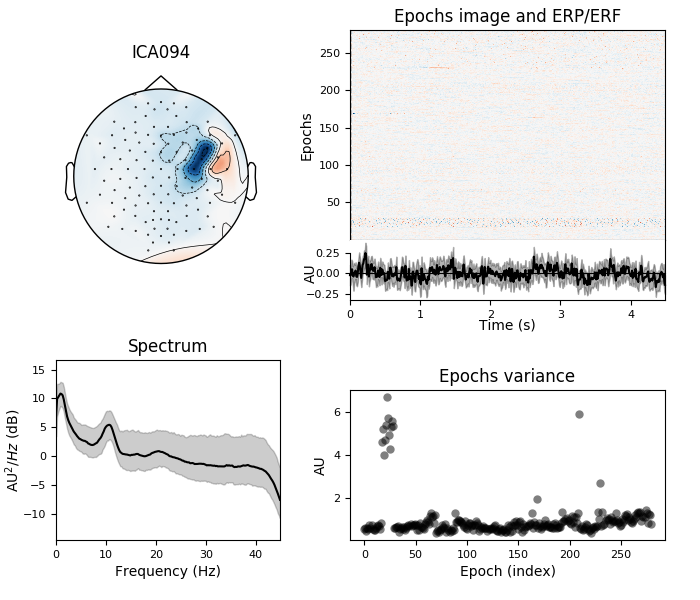 ICA094
Epochs image and ERP/ERF
Epochs
250
200
150
100
50
AU
0.25
0.00
−0.25
0 1 2 3 4
Time (s)
Spectrum
AU²/Hz (dB)
15
10
5
0
−5
−10
0 10 20 30 40
Frequency (Hz)
Epochs variance
AU
6
4
2
0 50 100 150 200 250
Epoch (index)